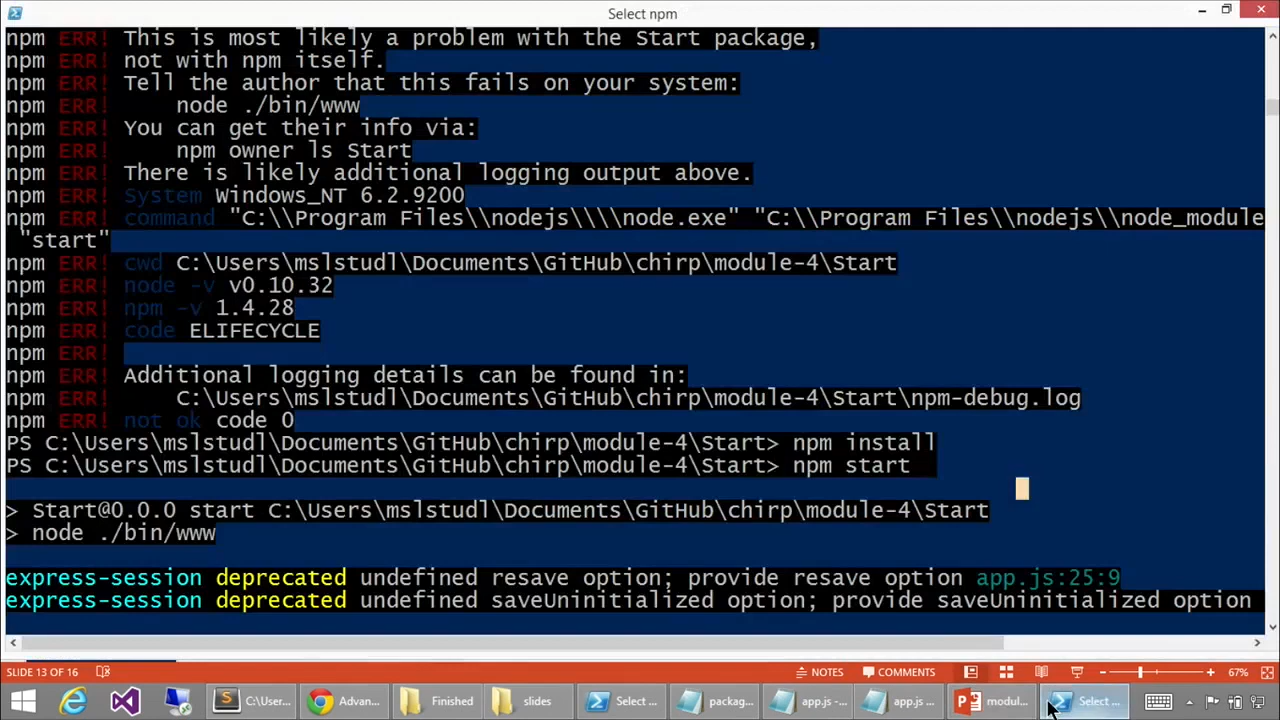 Select npm
npm ERR! This is most likely a problem with the Start package,
npm ERR! not with npm itself.
npm ERR! Tell the author that this fails on your system:
npm ERR!     node ./bin/www
npm ERR! You can get their info via:
npm ERR!     npm owner ls Start
npm ERR! There is likely additional logging output above.
npm ERR! System Windows_NT 6.2.9200
npm ERR! command "C:\\Program Files\\nodejs\\\\node.exe" "C:\\Program Files\\nodejs\\node_module
"start"
npm ERR! cwd C:\Users\mslstudl\Documents\GitHub\chirp\module-4\Start
npm ERR! node -v v0.10.32
npm ERR! npm -v 1.4.28
npm ERR! code ELIFECYCLE
npm ERR!
npm ERR! Additional logging details can be found in:
npm ERR!     C:\Users\mslstudl\Documents\GitHub\chirp\module-4\Start\npm-debug.log
npm ERR! not ok code 0
PS C:\Users\mslstudl\Documents\GitHub\chirp\module-4\Start> npm install
PS C:\Users\mslstudl\Documents\GitHub\chirp\module-4\Start> npm start
> Start@0.0.0 start C:\Users\mslstudl\Documents\GitHub\chirp\module-4\Start
> node ./bin/www
express-session deprecated undefined resave option; provide resave option app.js:25:9
express-session deprecated undefined saveUninitialized option; provide saveUninitialized option
SLIDE 13 OF 16 NOTES COMMENTS 67%
C:\User... Advan... Finished slides Select ... packag... app.js -... app.js ... modul... Select ...